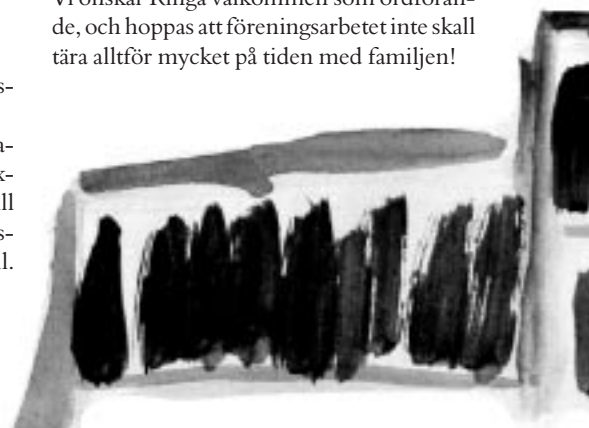 s-
a-
ll
s-
l.
Vi önskar välkommen som ordföran-
de, och hoppas att föreningsarbetet inte skall
tära alltför mycket på tiden med familjen!